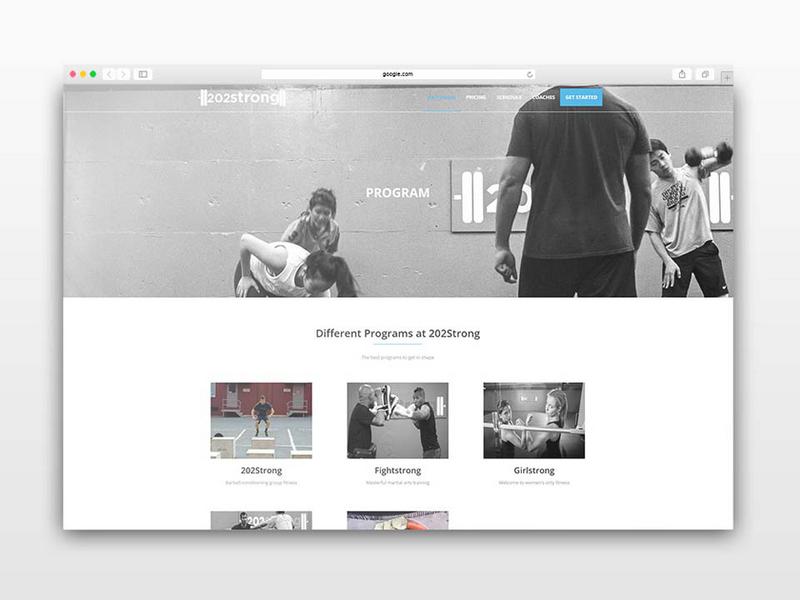 google.com
202strong
PRICING
SCHEDULE
COACHES
GET STARTED
PROGRAM
Different Programs at 202Strong
The best programs to get in shape
202Strong
Fightstrong
Girlstrong
Barbell-conditioning group fitness
Masterful martial arts training
Welcome to women's only fitness